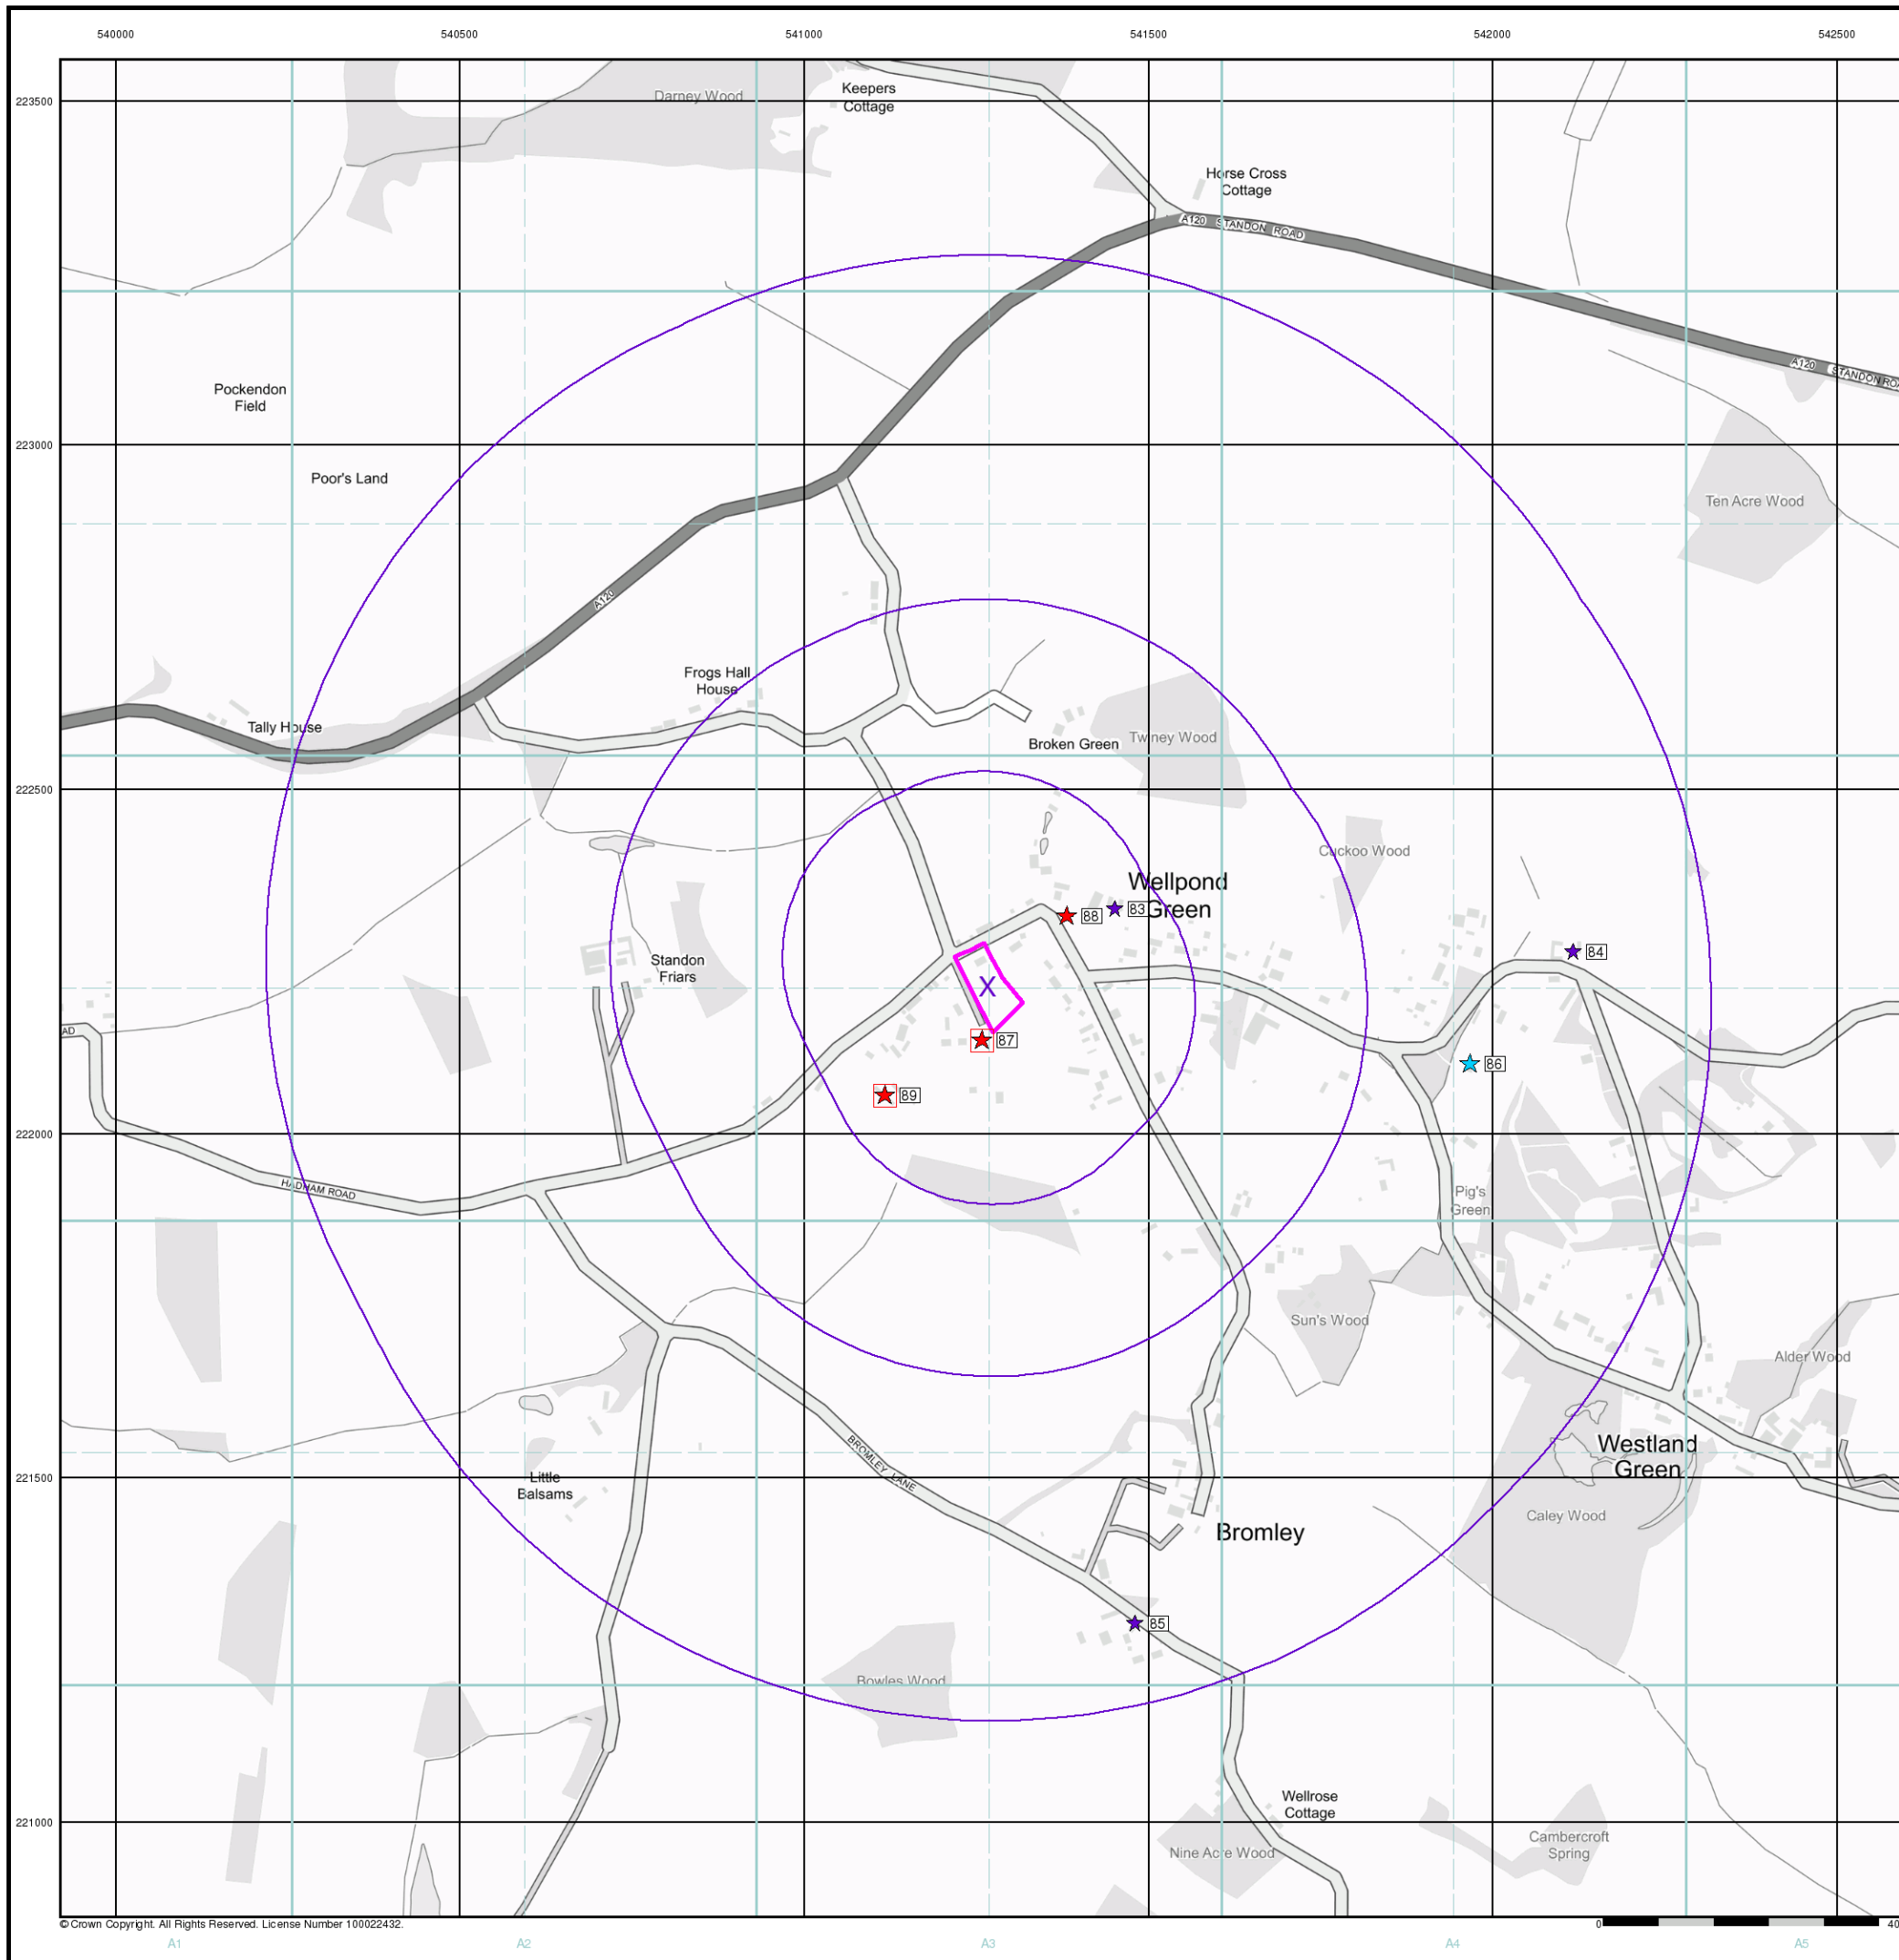 540000 540500 541000 541500 542000 542500
223500
Darney Wood
Keepers
Cottage
Horse Cross
Cottage
A120 STANDON ROAD
A120 STANDON ROA
Pockendon
Field
223000
Poor's Land
Ten Acre Wood
A120
Frogs Hall
House
Tally House
Broken Green
Twiney Wood
222500
Cuckoo Wood
Wellpond
Green
88
83
84
Standon
Friars
X
AD
87
86
89
222000
HADHAM ROAD
Pig's
Green
Sun's Wood
Alder Wood
BROMLEY LANE
Westland
Green
221500
Little
Balsams
Caley Wood
Bromley
85
Bowles Wood
Wellrose
Cottage
221000
Nine Acre Wood
Cambercroft
Spring
© Crown Copyright. All Rights Reserved. License Number 100022432.
0 40
A1 A2 A3 A4 A5